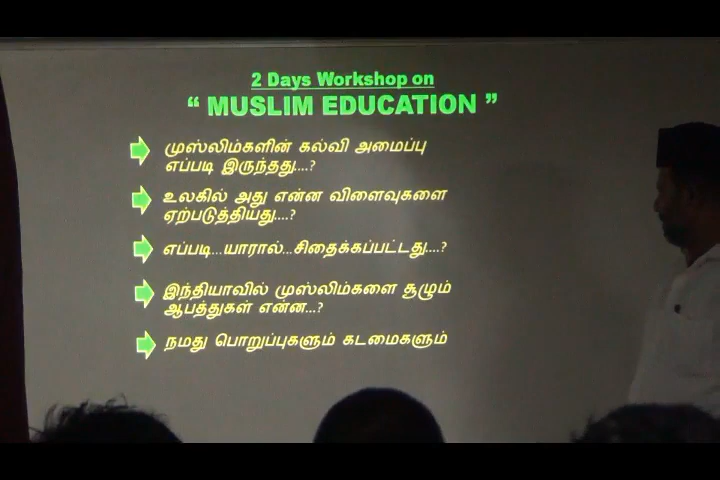 2 Days Workshop on
“ MUSLIM EDUCATION ”
முஸ்லிம்களின் கல்வி அமைப்பு
எப்படி இருந்தது....?
உலகில் அது என்ன விளைவுகளை
ஏற்படுத்தியது....?
எப்படி...யாரால்...சிதைக்கப்பட்டது....?
இந்தியாவில் முஸ்லிம்களை சூழும்
ஆபத்துகள் என்ன...?
நமது பொறுப்புகளும் கடமைகளும்